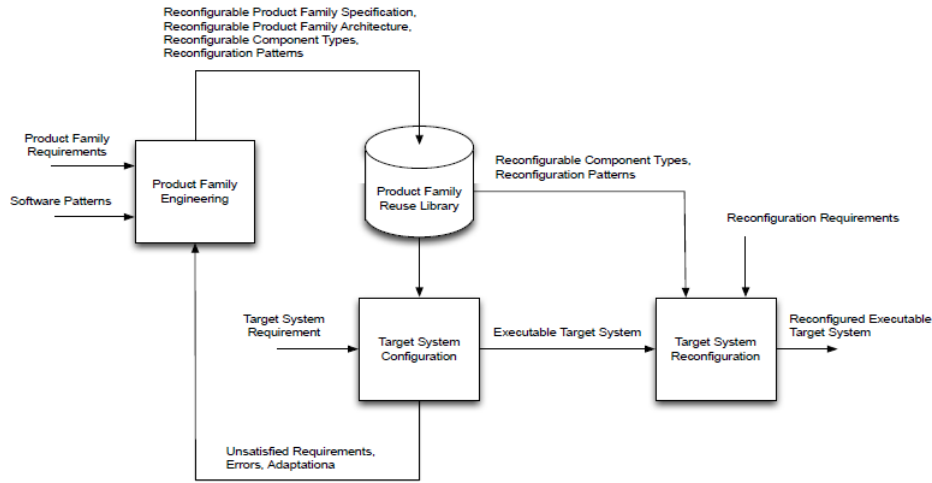 Reconfigurable Product Family Specification,
Reconfigurable Product Family Architecture,
Reconfigurable Component Types,
Reconfiguration Patterns
Product Family
Requirements
Software Patterns
Product Family
Engineering
Product Family
Reuse Library
Reconfigurable Component Types,
Reconfiguration Patterns
Reconfiguration Requirements
Target System
Requirement
Target System
Configuration
Executable Target System
Target System
Reconfiguration
Reconfigured Executable
Target System
Unsatisfied Requirements,
Errors, Adaptationa